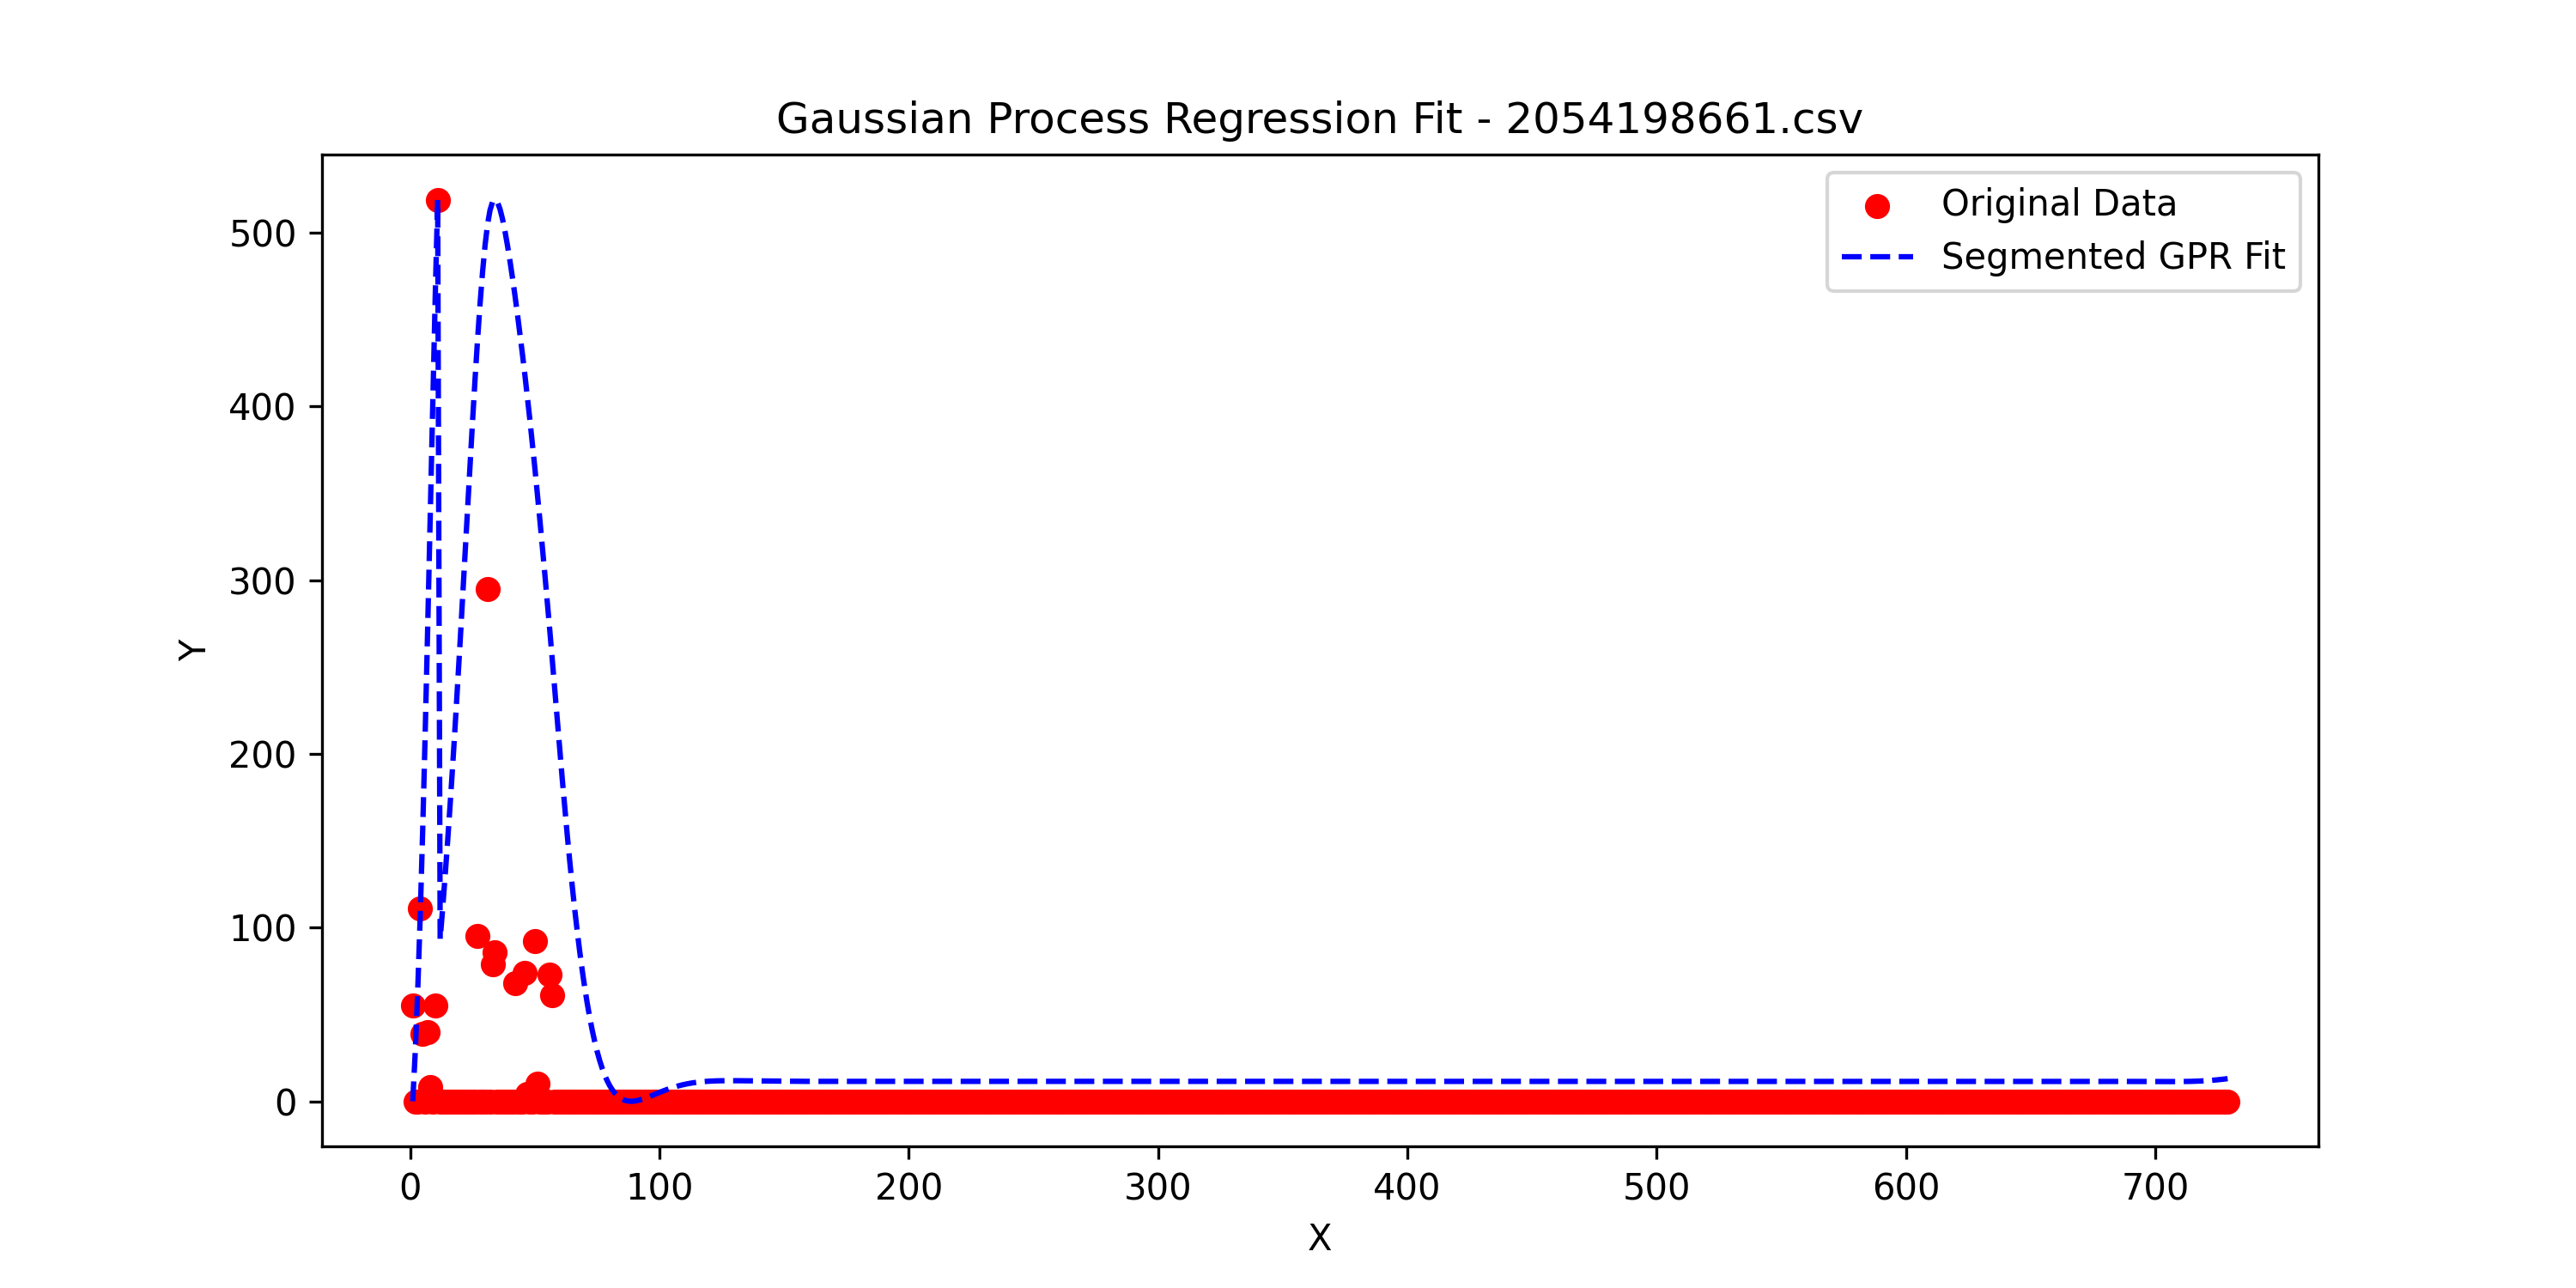 Gaussian Process Regression Fit - 2054198661.csv
Original Data
Segmented GPR Fit
500
400
300
200
100
0
Y
0 100 200 300 400 500 600 700
X